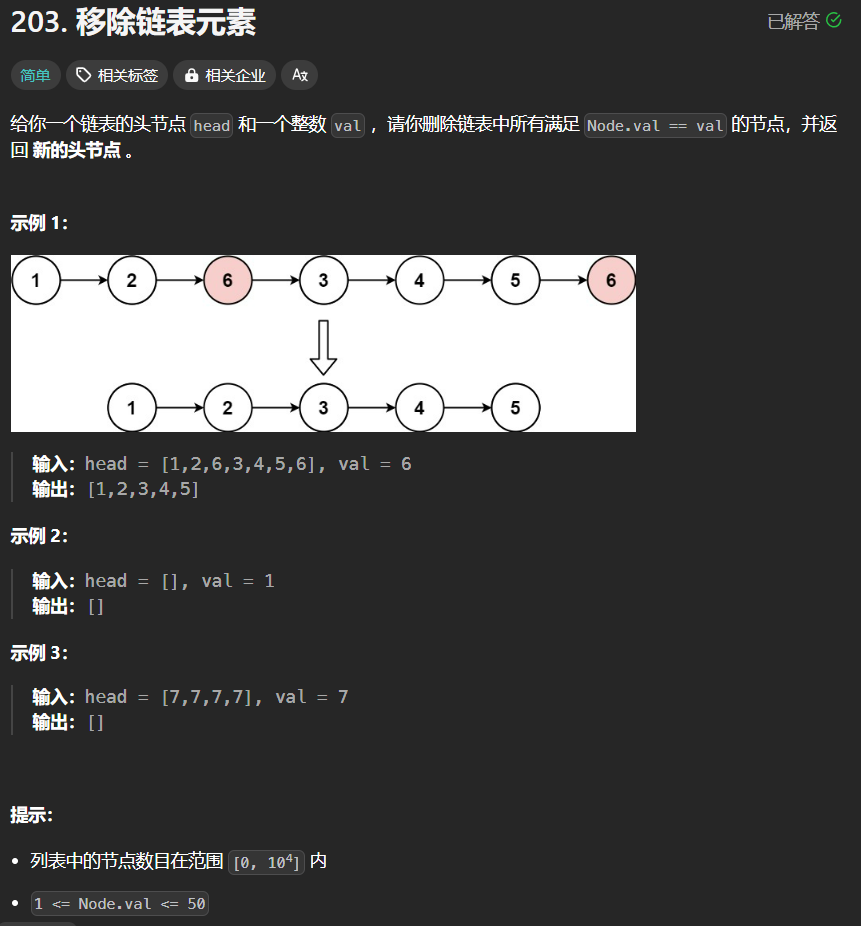 203. 移除链表元素
已解答
简单 相关标签 相关企业 Ax
给你一个链表的头节点 head 和一个整数 val ，请你删除链表中所有满足 Node.val == val 的节点，并返
回 新的头节点 。
示例 1：
1 2 6 3 4 5 6
1 2 3 4 5
输入：head = [1,2,6,3,4,5,6], val = 6
输出：[1,2,3,4,5]
示例 2：
输入：head = [], val = 1
输出：[]
示例 3：
输入：head = [7,7,7,7], val = 7
输出：[]
提示：
• 列表中的节点数目在范围 [0, 10⁴] 内
• 1 <= Node.val <= 50